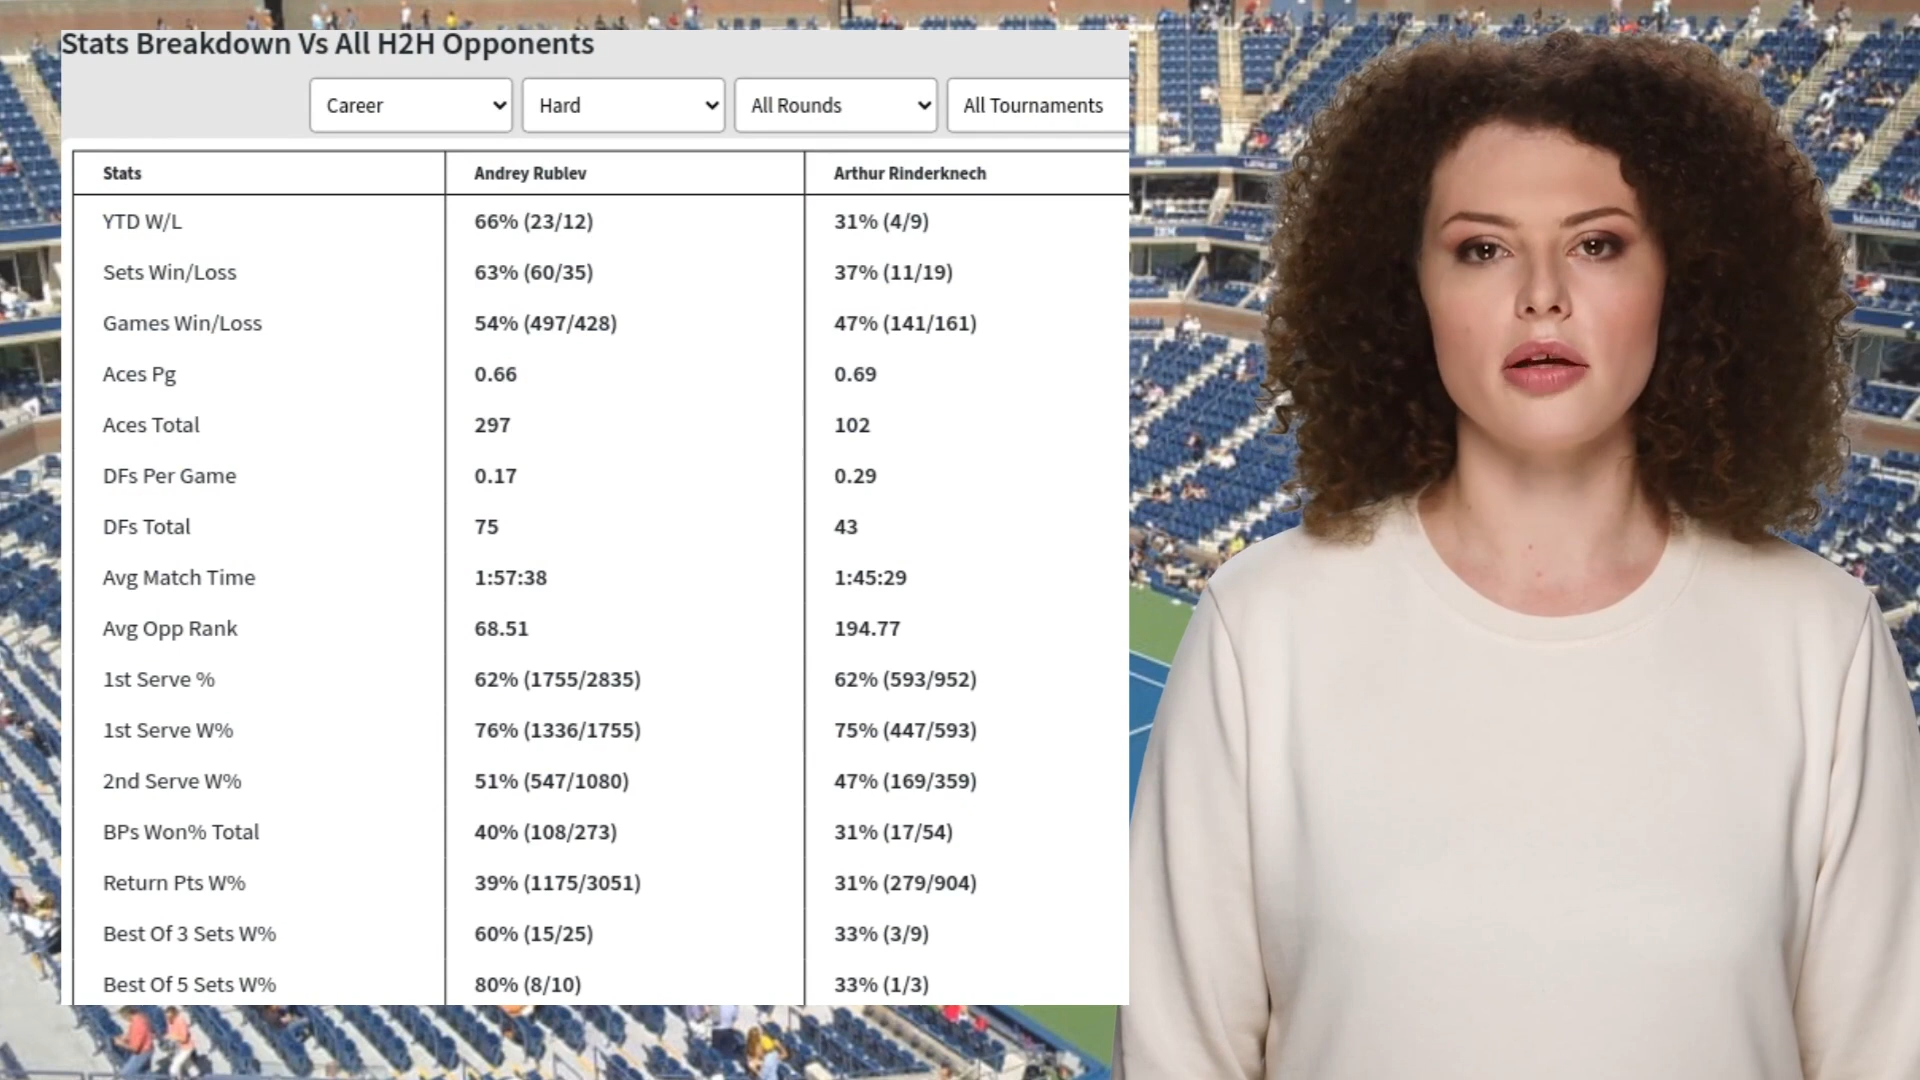 Stats Breakdown Vs All H2H Opponents
Career Hard All Rounds All Tournaments
Stats Andrey Rublev Arthur Rinderknech
YTD W/L 66% (23/12) 31% (4/9)
Sets Win/Loss 63% (60/35) 37% (11/19)
Games Win/Loss 54% (497/428) 47% (141/161)
Aces Pg 0.66 0.69
Aces Total 297 102
DFs Per Game 0.17 0.29
DFs Total 75 43
Avg Match Time 1:57:38 1:45:29
Avg Opp Rank 68.51 194.77
1st Serve % 62% (1755/2835) 62% (593/952)
1st Serve W% 76% (1336/1755) 75% (447/593)
2nd Serve W% 51% (547/1080) 47% (169/359)
BPs Won% Total 40% (108/273) 31% (17/54)
Return Pts W% 39% (1175/3051) 31% (279/904)
Best Of 3 Sets W% 60% (15/25) 33% (3/9)
Best Of 5 Sets W% 80% (8/10) 33% (1/3)
IBM
MassMutual